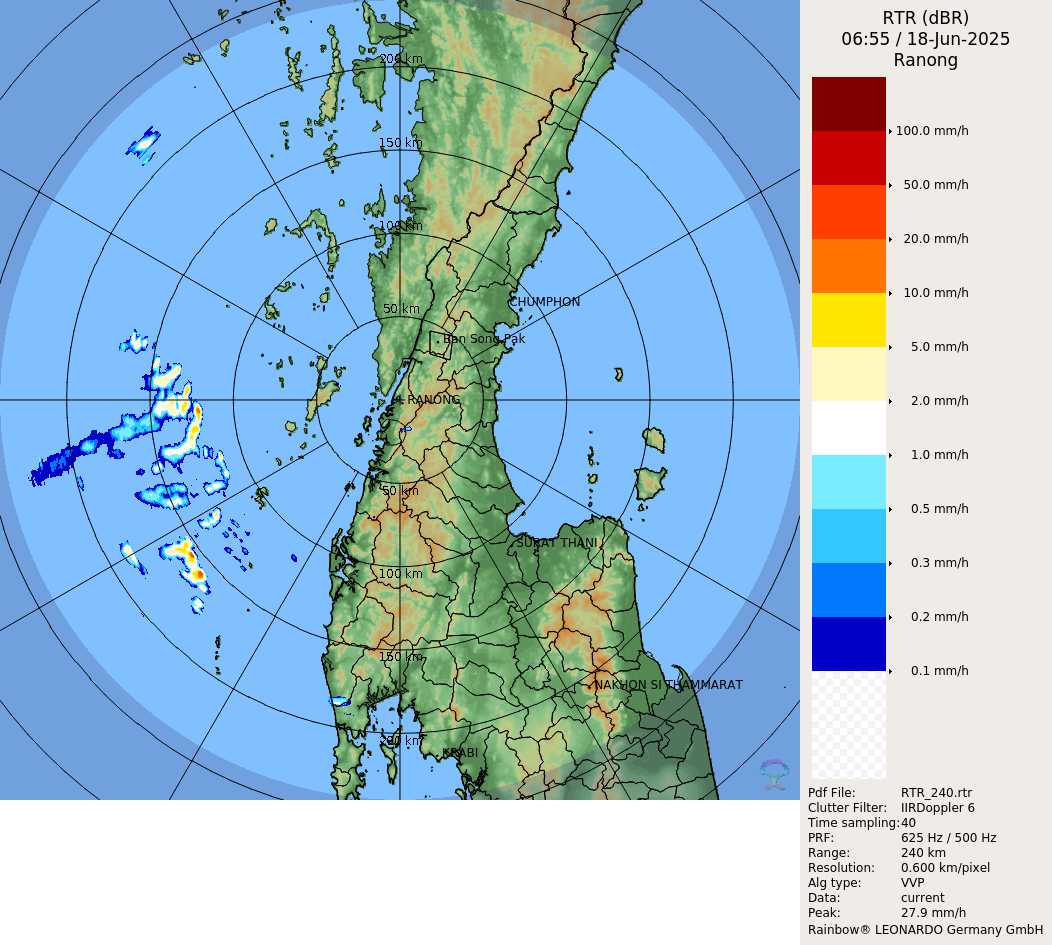 RTR (dBR)
06:55 / 18-Jun-2025
Ranong
200 km
150 km
100 km
CHUMPHON
50 km
Ban Song Pak
RANONG
50 km
SURAT THANI
100 km
150 km
NAKHON SI THAMMARAT
200 km
KRABI
100.0 mm/h
50.0 mm/h
20.0 mm/h
10.0 mm/h
5.0 mm/h
2.0 mm/h
1.0 mm/h
0.5 mm/h
0.3 mm/h
0.2 mm/h
0.1 mm/h
Pdf File: RTR_240.rtr
Clutter Filter: IIRDoppler 6
Time sampling:40
PRF: 625 Hz / 500 Hz
Range: 240 km
Resolution: 0.600 km/pixel
Alg type: VVP
Data: current
Peak: 27.9 mm/h
Rainbow® LEONARDO Germany GmbH